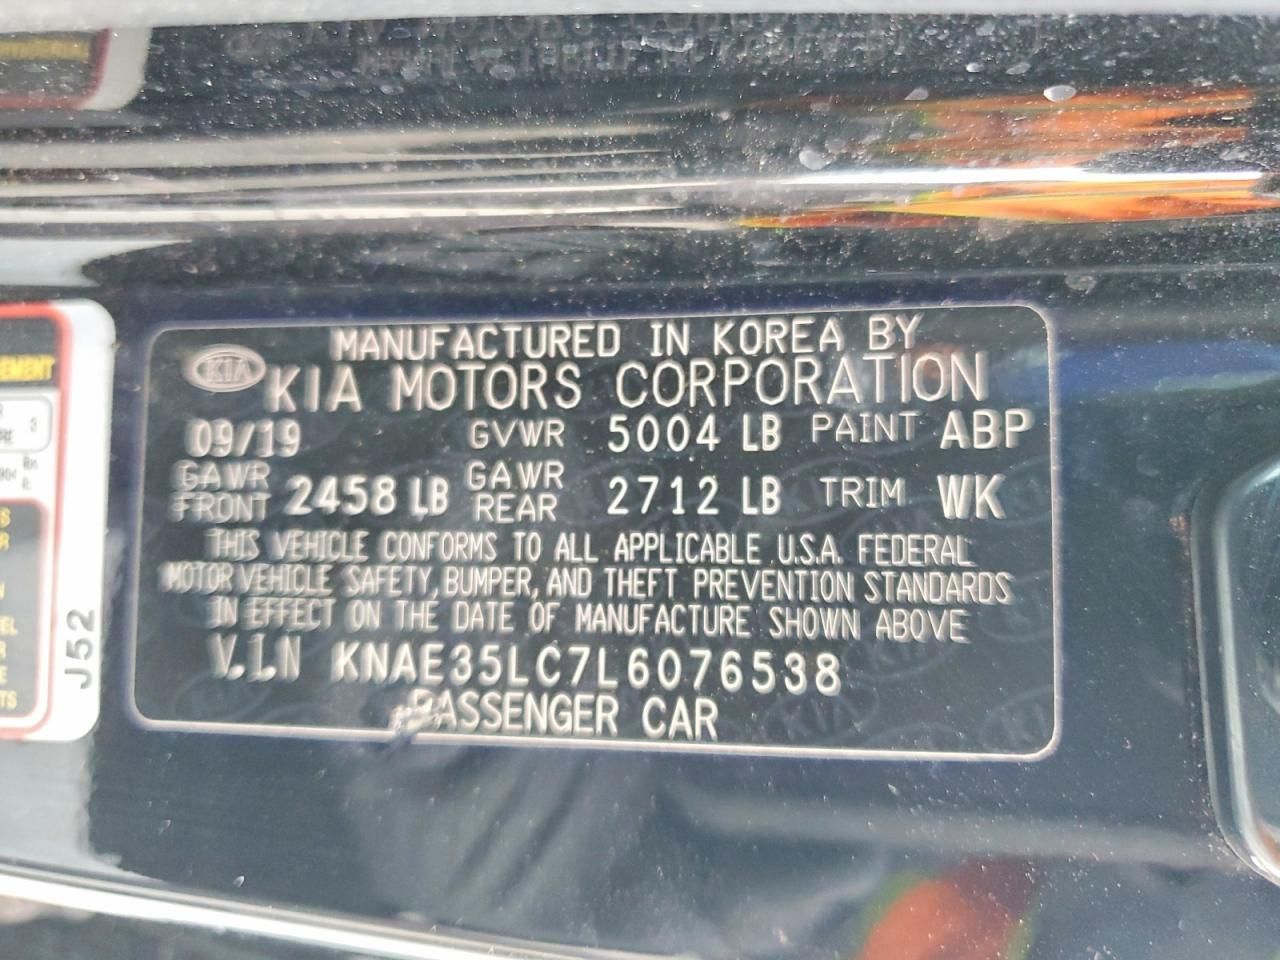 MANUFACTURED IN KOREA BY
KIA
KIA MOTORS CORPORATION
09/19 GVWR 5004 LB PAINT ABP
GAWR FRONT 2458 LB GAWR REAR 2712 LB TRIM WK
THIS VEHICLE CONFORMS TO ALL APPLICABLE U.S.A. FEDERAL
MOTOR VEHICLE SAFETY, BUMPER, AND THEFT PREVENTION STANDARDS
IN EFFECT ON THE DATE OF MANUFACTURE SHOWN ABOVE
V.I.N KNAE35LC7L6076538
PASSENGER CAR
J52